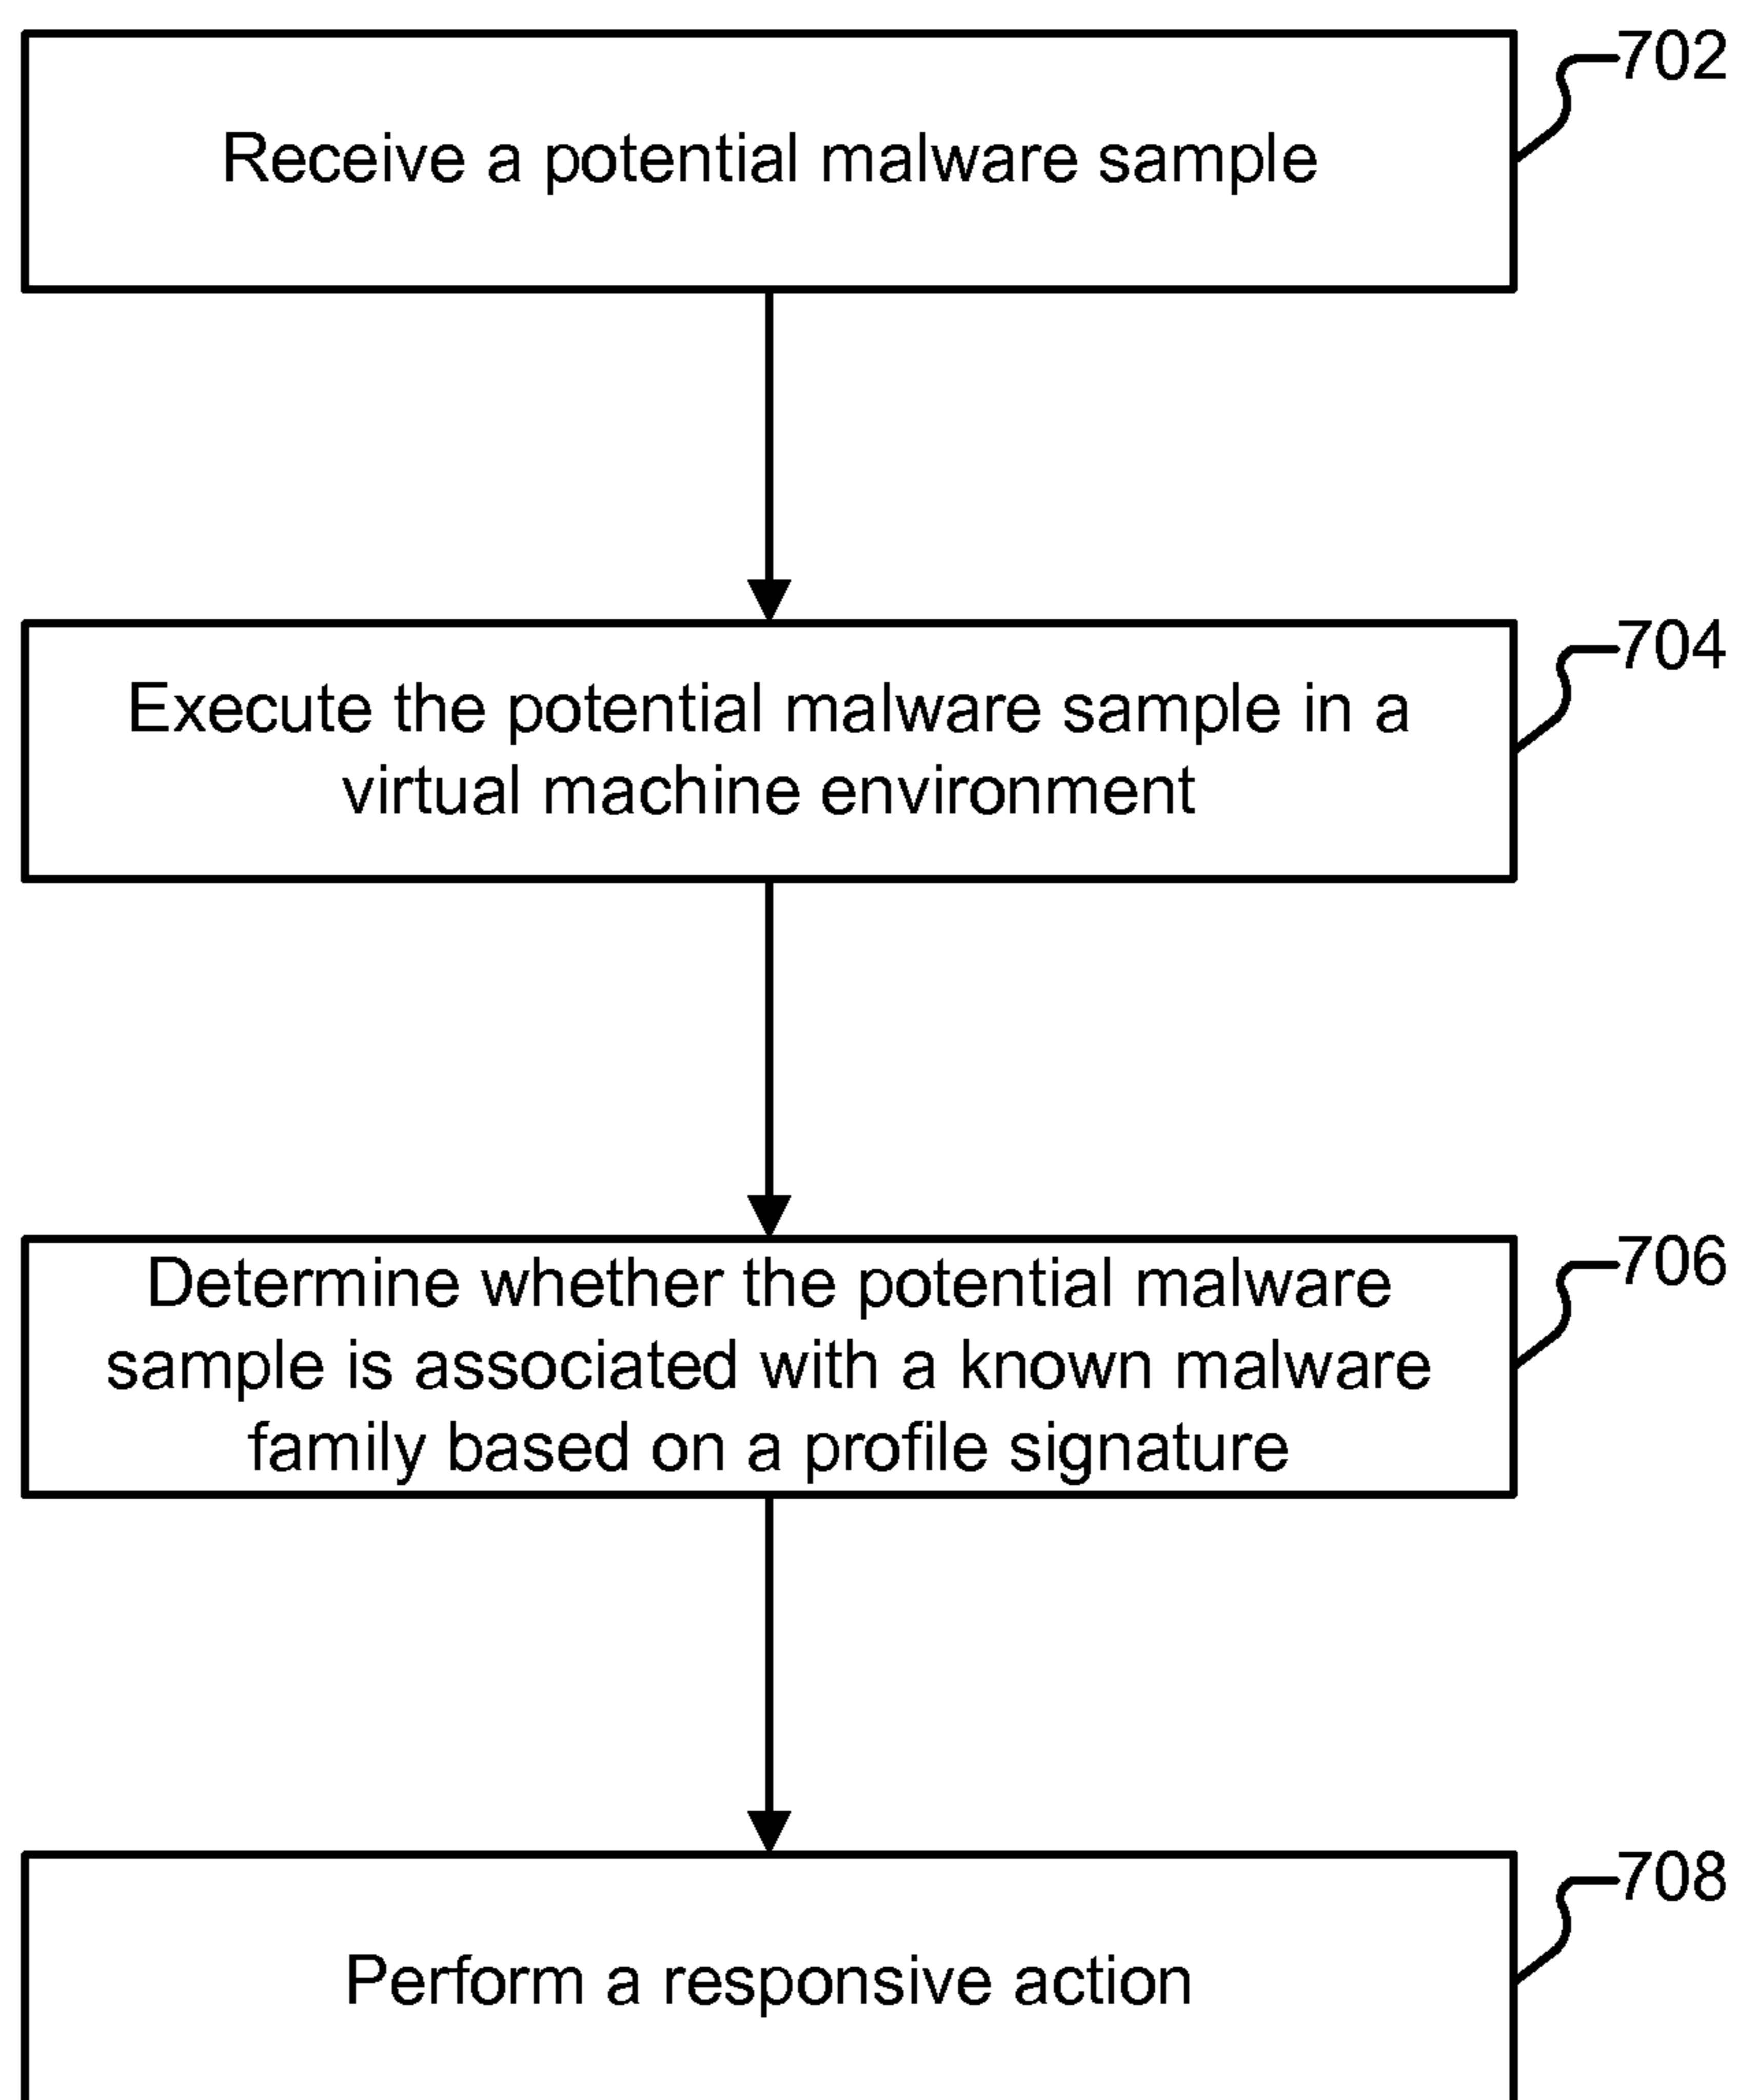 702
Receive a potential malware sample
704
Execute the potential malware sample in a
virtual machine environment
706
Determine whether the potential malware
sample is associated with a known malware
family based on a profile signature
708
Perform a responsive action